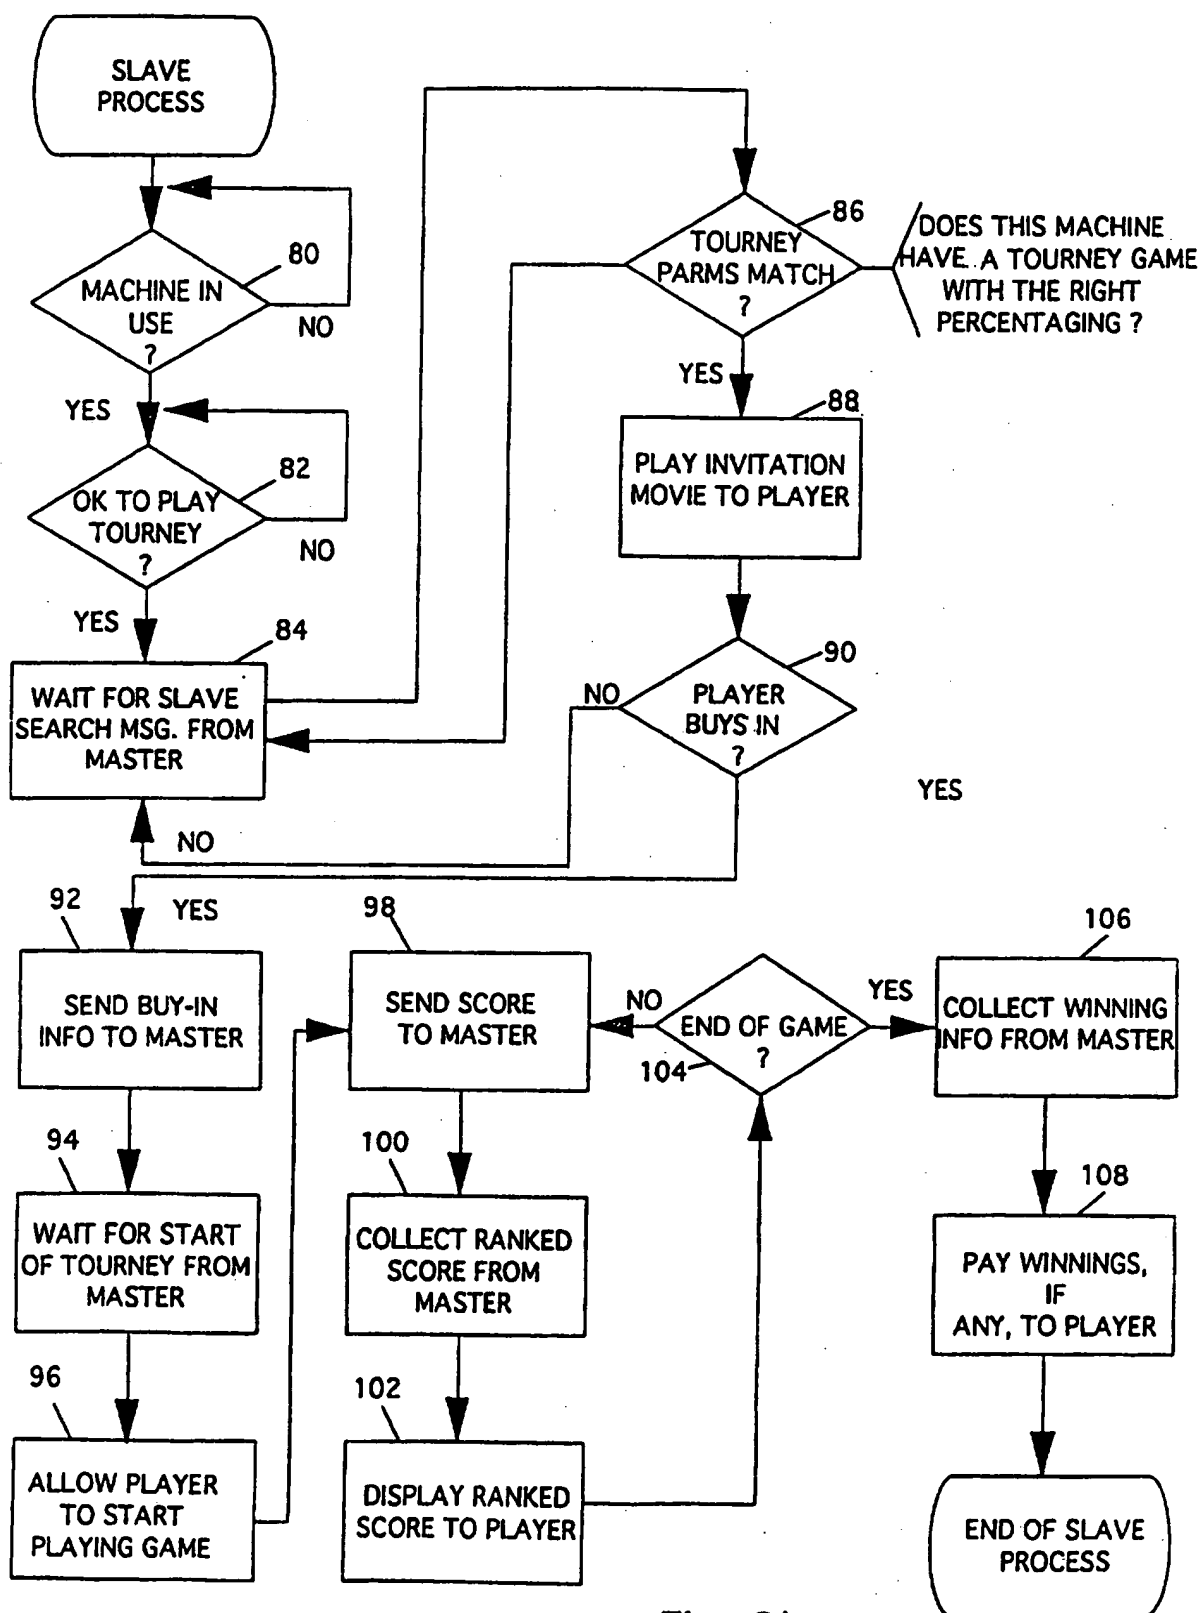 SLAVE
PROCESS
80
MACHINE IN
USE
?
NO
YES
82
OK TO PLAY
TOURNEY
?
NO
YES
84
WAIT FOR SLAVE
SEARCH MSG. FROM
MASTER
86
TOURNEY
PARMS MATCH
?
DOES THIS MACHINE
HAVE A TOURNEY GAME
WITH THE RIGHT
PERCENTAGING ?
YES
88
PLAY INVITATION
MOVIE TO PLAYER
90
NO
PLAYER
BUYS IN
?
YES
NO
YES
92
SEND BUY-IN
INFO TO MASTER
94
WAIT FOR START
OF TOURNEY FROM
MASTER
96
ALLOW PLAYER
TO START
PLAYING GAME
98
SEND SCORE
TO MASTER
100
COLLECT RANKED
SCORE FROM
MASTER
102
DISPLAY RANKED
SCORE TO PLAYER
NO
END OF GAME
?
104
YES
106
COLLECT WINNING
INFO FROM MASTER
108
PAY WINNINGS,
IF
ANY, TO PLAYER
END OF SLAVE
PROCESS